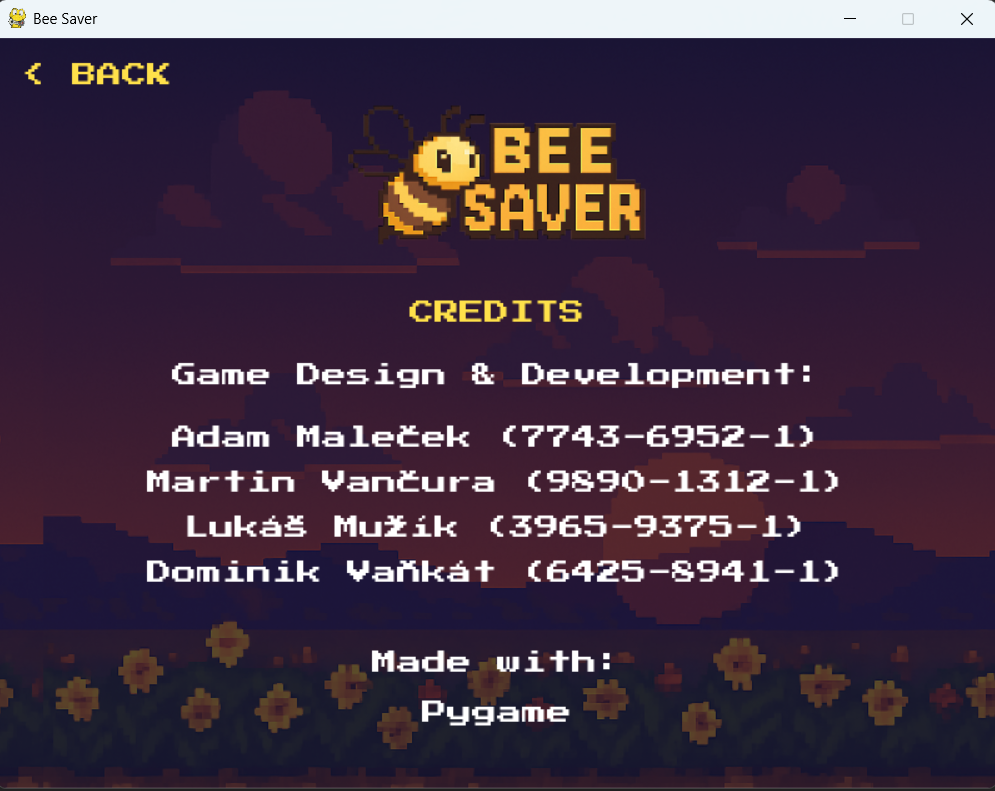 Bee Saver
< BACK
BEE
SAVER
CREDITS
Game Design & Development:
Adam Maleček (7743-6952-1)
Martin Vančura (9890-1312-1)
Lukáš Mužík (3965-9375-1)
Dominik Vaňkát (6425-8941-1)
Made with:
Pygame